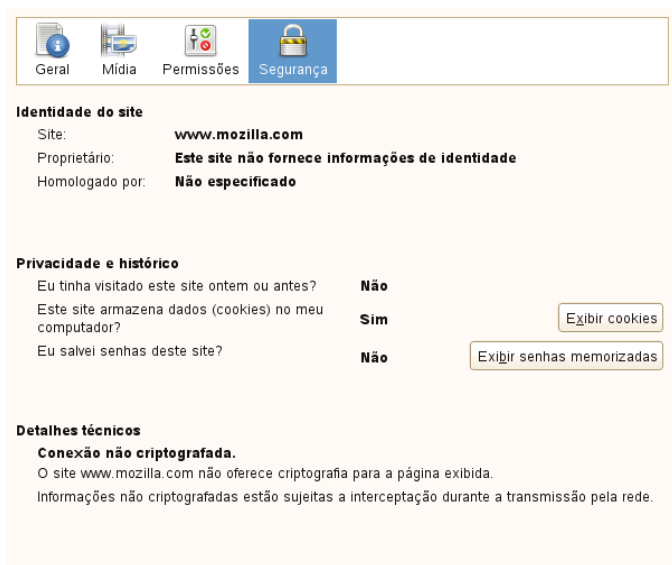 Geral Mídia Permissões Segurança
Identidade do site
Site: www.mozilla.com
Proprietário: Este site não fornece informações de identidade
Homologado por: Não especificado
Privacidade e histórico
Eu tinha visitado este site ontem ou antes? Não
Este site armazena dados (cookies) no meu
computador? Sim Exibir cookies
Eu salvei senhas deste site? Não Exibir senhas memorizadas
Detalhes técnicos
Conexão não criptografada.
O site www.mozilla.com não oferece criptografia para a página exibida.
Informações não criptografadas estão sujeitas a interceptação durante a transmissão pela rede.